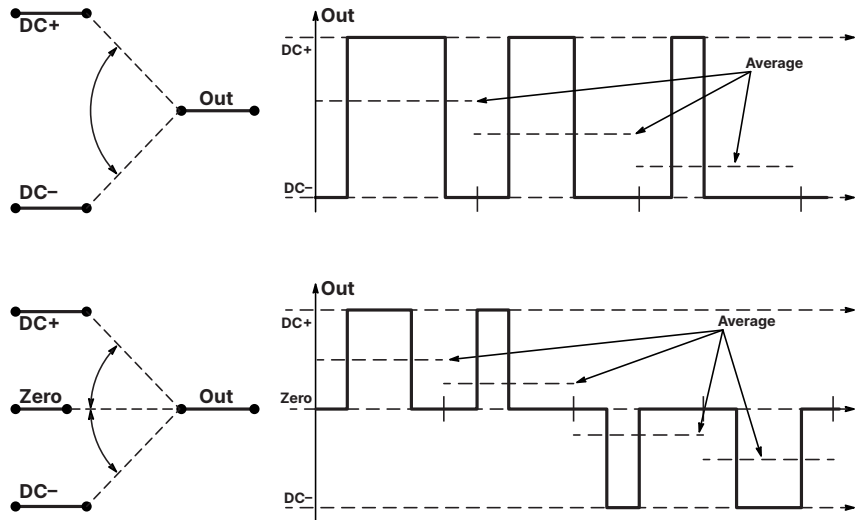 DC+
Out
DC−
Out
DC+
Average
DC−
DC+
Zero
Out
DC−
Out
DC+
Average
Zero
DC−